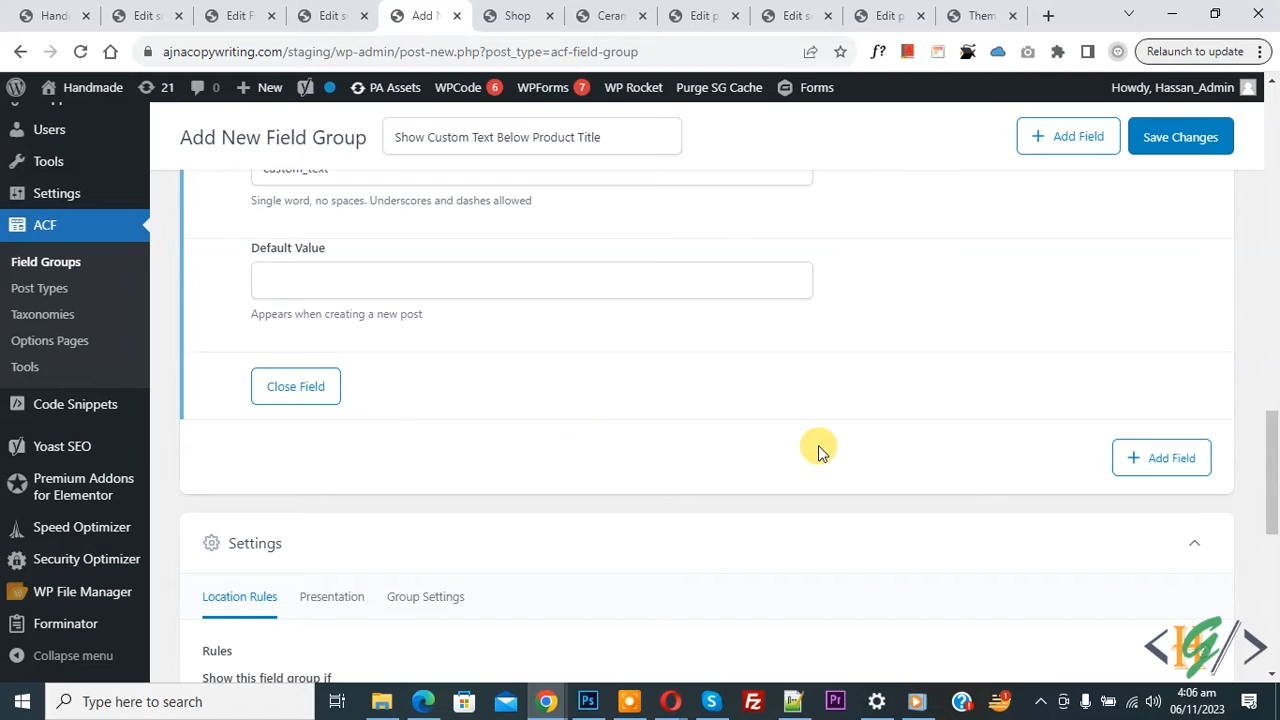 Hand
Edit s
Edit F
Edit s
Add N
Shop
Ceran
Edit p
Edit s
Edit p
Them
ajnacopywriting.com/staging/wp-admin/post-new.php?post_type=acf-field-group
f?
Relaunch to update
Handmade
21
0
New
PA Assets
WPCode 6
WPForms 7
WP Rocket
Purge SG Cache
Forms
Howdy, Hassan_Admin
Users
Tools
Settings
ACF
Field Groups
Post Types
Taxonomies
Options Pages
Tools
Code Snippets
Yoast SEO
Premium Addons
for Elementor
Speed Optimizer
Security Optimizer
WP File Manager
Forminator
Collapse menu
Add New Field Group
Show Custom Text Below Product Title
+ Add Field
Save Changes
custom_text
Single word, no spaces. Underscores and dashes allowed
Default Value
Appears when creating a new post
Close Field
+ Add Field
Settings
Location Rules
Presentation
Group Settings
Rules
Show this field group if
Type here to search
4:06 am
06/11/2023